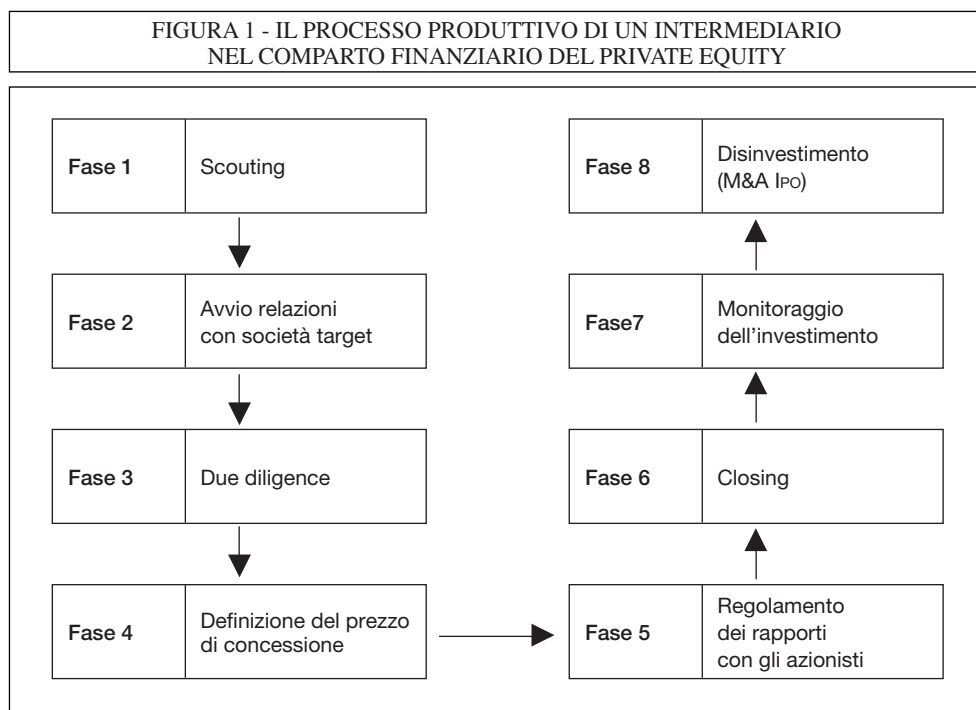 FIGURA 1 - IL PROCESSO PRODUTTIVO DI UN INTERMEDIARIO
NEL COMPARTO FINANZIARIO DEL PRIVATE EQUITY
Fase 1
Scouting
Fase 2
Avvio relazioni
con società target
Fase 3
Due diligence
Fase 4
Definizione del prezzo
di concessione
Fase 5
Regolamento
dei rapporti
con gli azionisti
Fase 6
Closing
Fase7
Monitoraggio
dell'investimento
Fase 8
Disinvestimento
(M&A IPO)